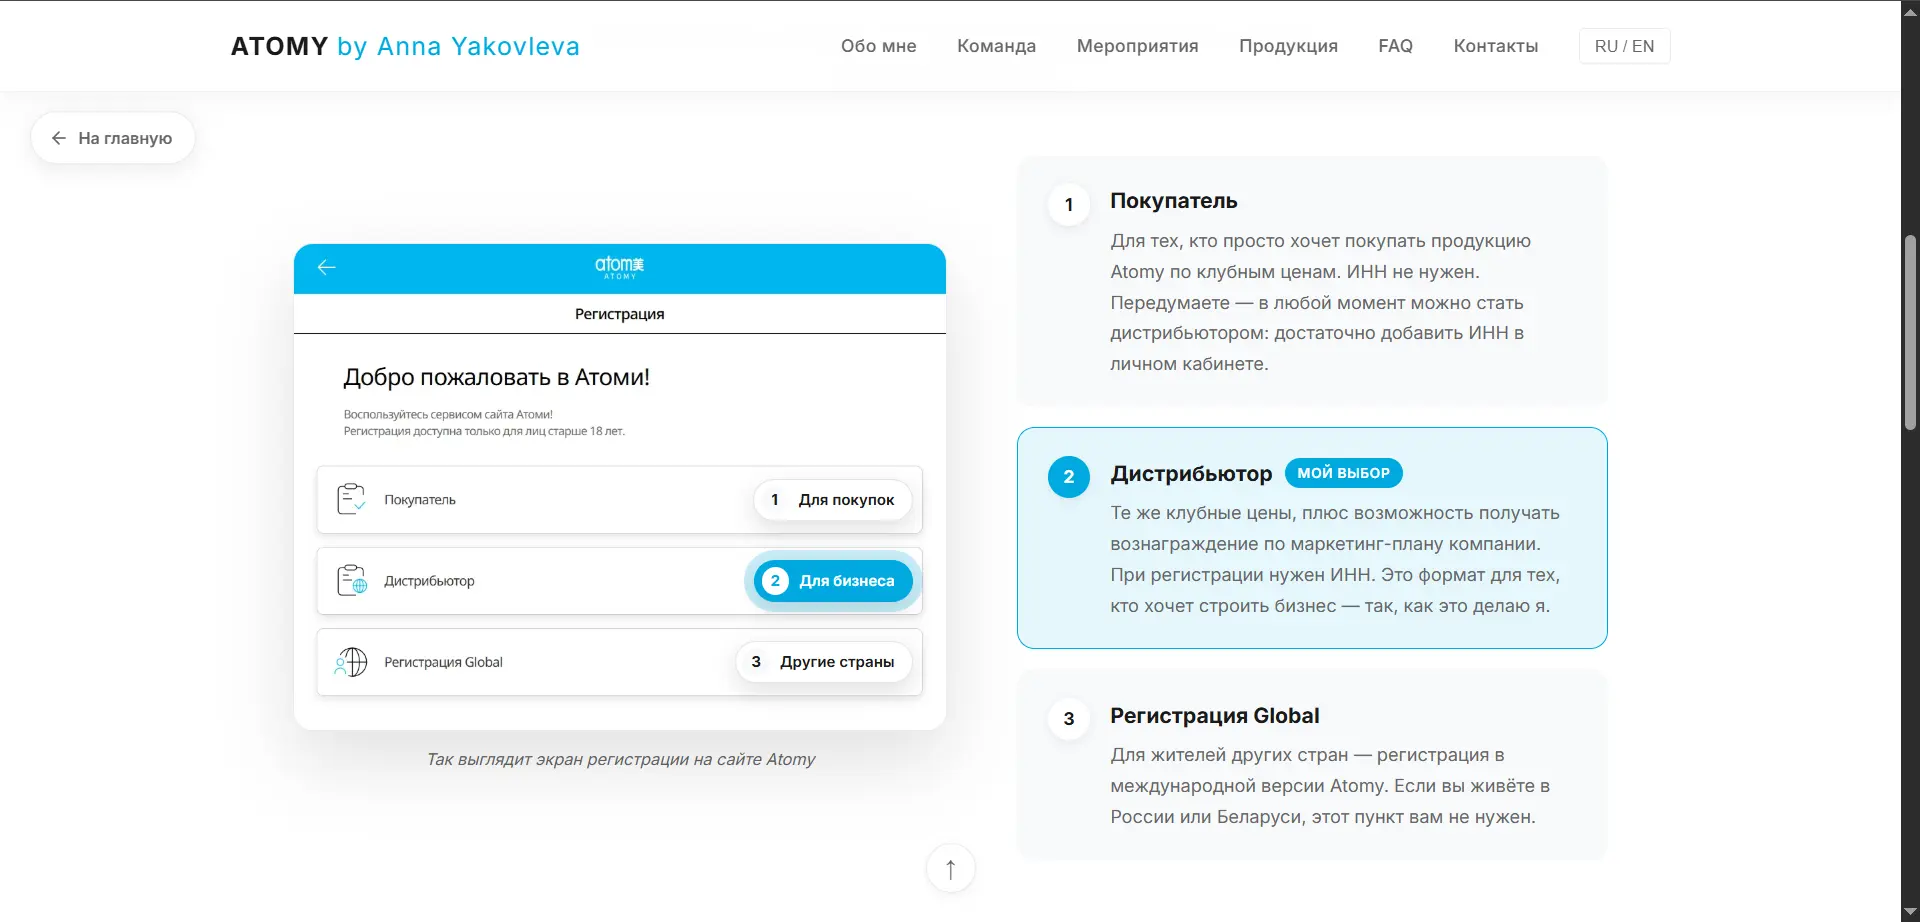 ATOMY by Anna Yakovleva
Обо мне
Команда
Мероприятия
Продукция
FAQ
Контакты
RU / EN
← На главную
atom美
ATOMY
Регистрация
Добро пожаловать в Атоми!
Воспользуйтесь сервисом сайта Атоми!
Регистрация доступна только для лиц старше 18 лет.
Покупатель
1 Для покупок
Дистрибьютор
2 Для бизнеса
Регистрация Global
3 Другие страны
Так выглядит экран регистрации на сайте Atomy
1
Покупатель
Для тех, кто просто хочет покупать продукцию
Atomy по клубным ценам. ИНН не нужен.
Передумаете — в любой момент можно стать
дистрибьютором: достаточно добавить ИНН в
личном кабинете.
2
Дистрибьютор
МОЙ ВЫБОР
Те же клубные цены, плюс возможность получать
вознаграждение по маркетинг-плану компании.
При регистрации нужен ИНН. Это формат для тех,
кто хочет строить бизнес — так, как это делаю я.
3
Регистрация Global
Для жителей других стран — регистрация в
международной версии Atomy. Если вы живёте в
России или Беларуси, этот пункт вам не нужен.
↑